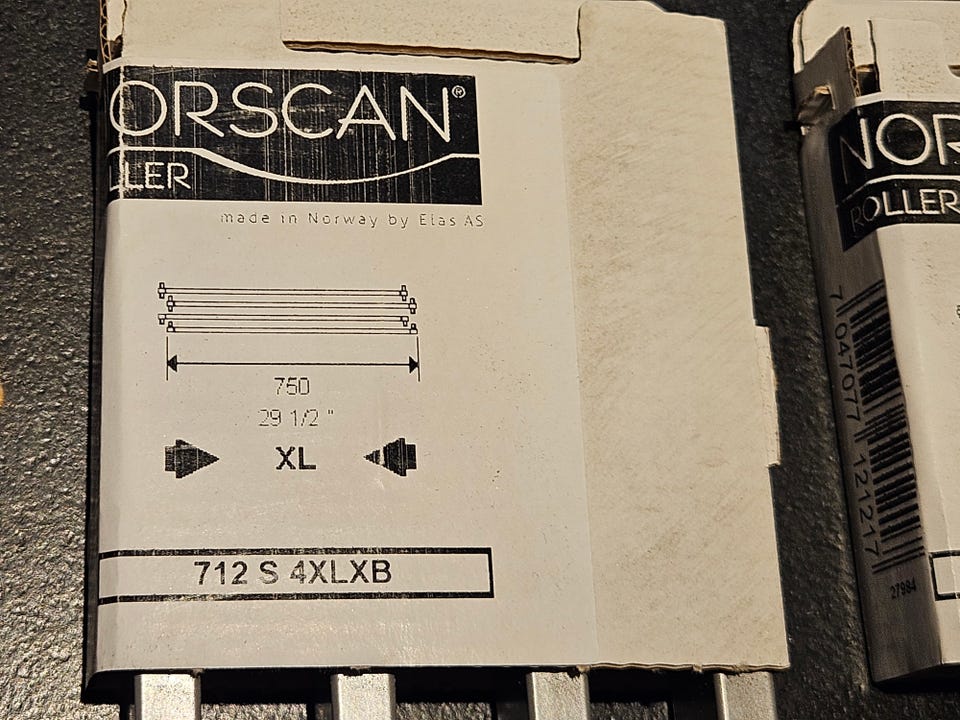 ORSCAN®
LLER
made in Norway by Elas AS
750
29 1/2 "
XL
712 S 4XLXB
NOR
ROLLER
7 047077 121217
27984